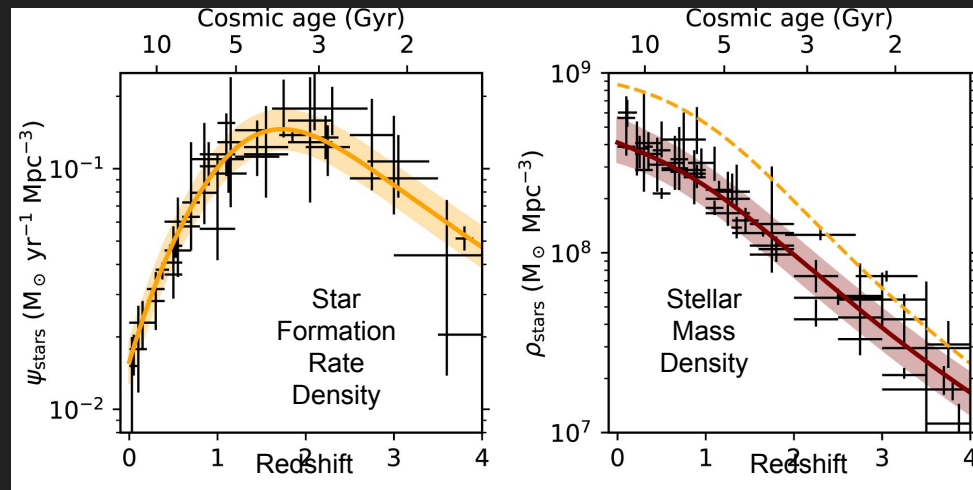 Cosmic age (Gyr)
10 5 3 2
ψstars (M⊙ yr−1 Mpc−3)
10−1
10−2
Star
Formation
Rate
Density
0 1 2 3 4
Redshift
Cosmic age (Gyr)
10 5 3 2
ρstars (M⊙ Mpc−3)
109
108
107
Stellar
Mass
Density
0 1 2 3 4
Redshift